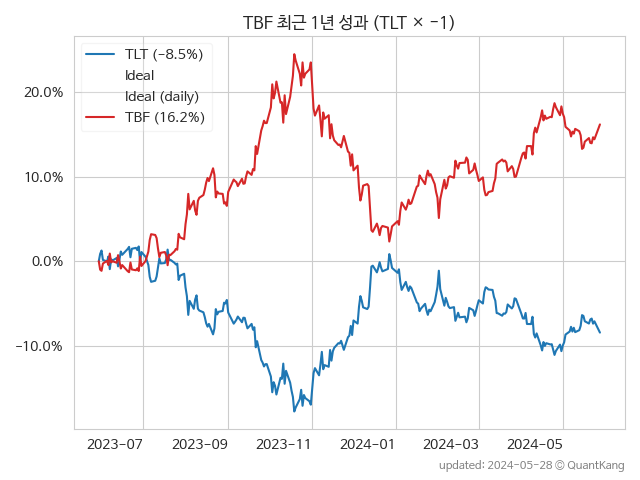 TBF 최근 1년 성과 (TLT × −1)
TLT (−8.5%)
Ideal
Ideal (daily)
TBF (16.2%)
20.0%
10.0%
0.0%
−10.0%
2023-07 2023-09 2023-11 2024-01 2024-03 2024-05
updated: 2024-05-28 © QuantKang